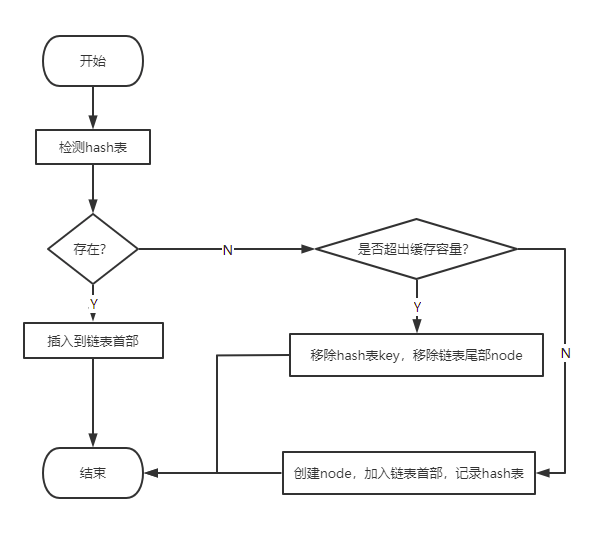 开始
检测hash表
存在?
N
是否超出缓存容量?
Y
Y
插入到链表首部
移除hash表key，移除链表尾部node
N
结束
创建node，加入链表首部，记录hash表